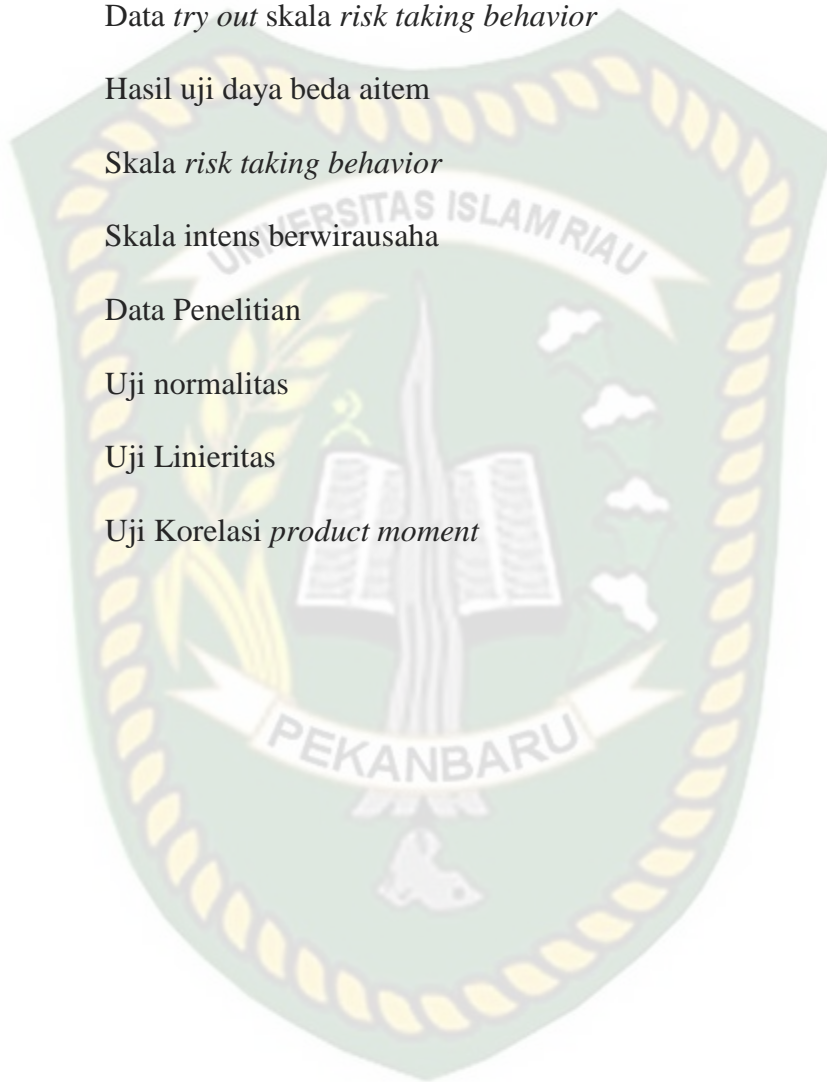 Data try out skala risk taking behavior
Hasil uji daya beda aitem
Skala risk taking behavior
UNIVERSITAS ISLAM RIAU
Skala intens berwirausaha
Data Penelitian
Uji normalitas
Uji Linieritas
Uji Korelasi product moment
PEKANBARU